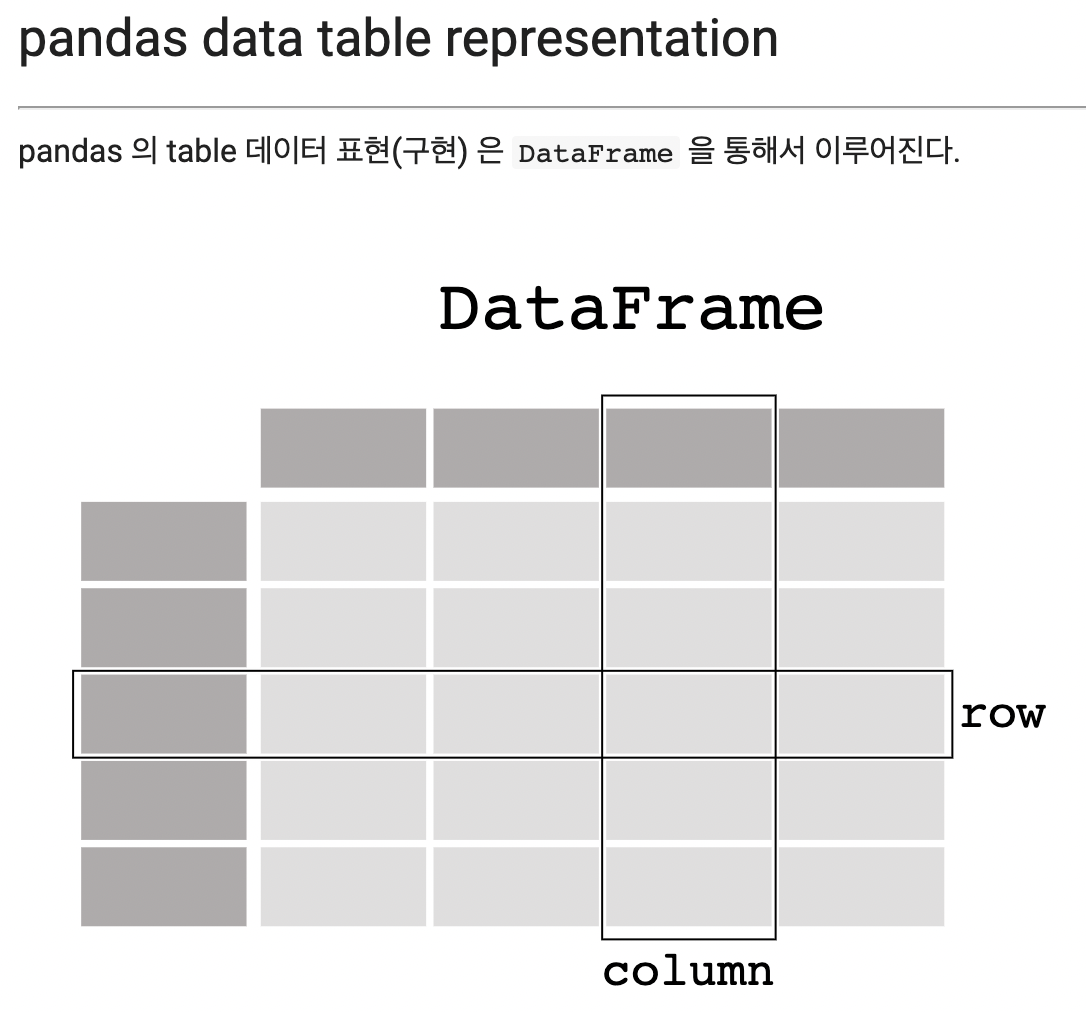 pandas data table representation
pandas 의 table 데이터 표현(구현) 은 DataFrame 을 통해서 이루어진다.
DataFrame
row
column